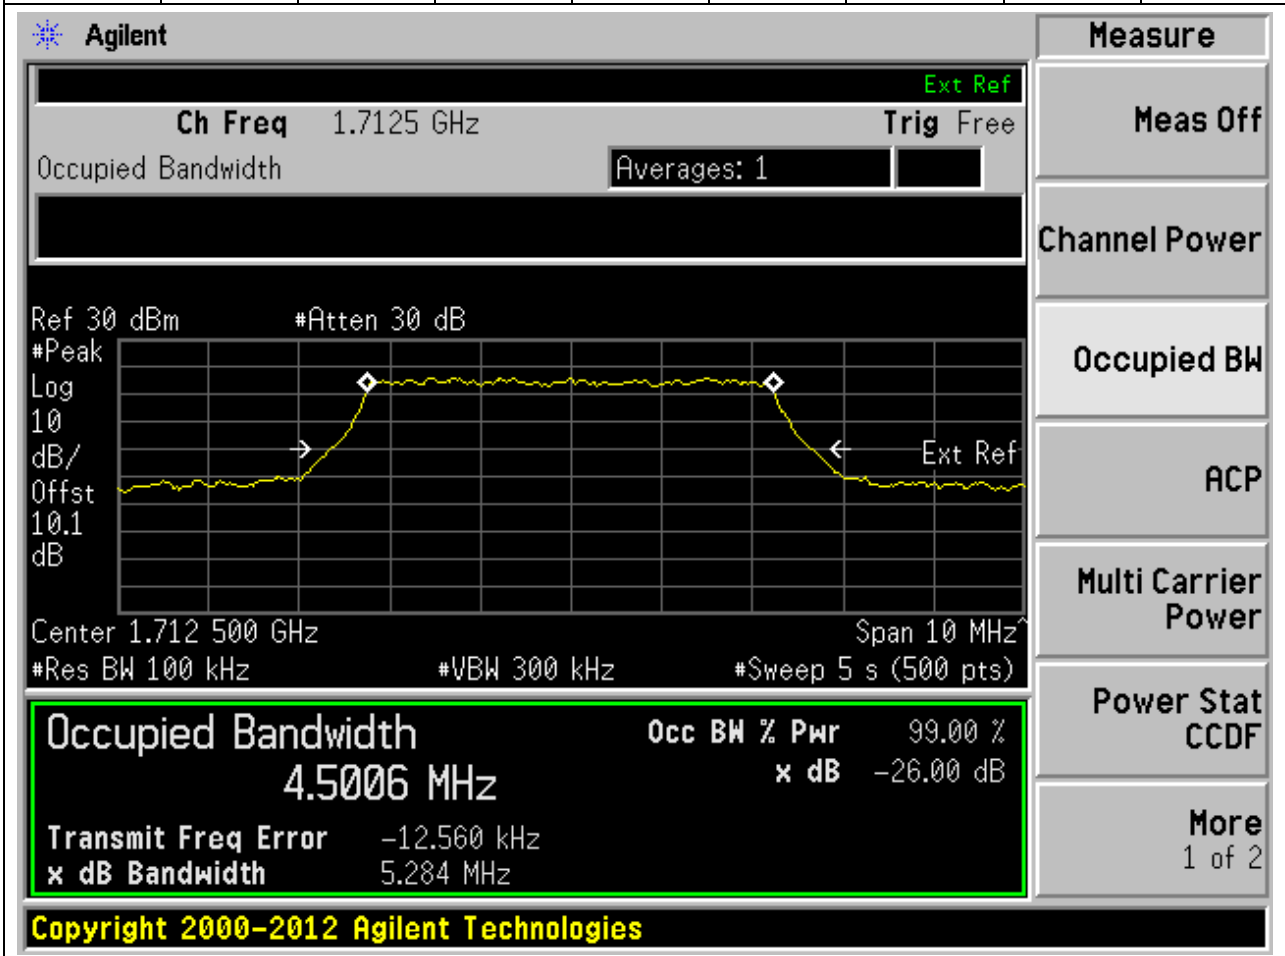 Agilent
Measure
Ext Ref
Ch Freq 1.7125 GHz Trig Free
Meas Off
Occupied Bandwidth Averages: 1
Channel Power
Ref 30 dBm #Atten 30 dB
#Peak
Log
10
dB/
Offst
10.1
dB
Ext Ref
Occupied BW
ACP
Center 1.712 500 GHz Span 10 MHz^
#Res BW 100 kHz #VBW 300 kHz #Sweep 5 s (500 pts)
Multi Carrier
Power
Occupied Bandwidth Occ BW % Pwr 99.00 %
4.5006 MHz x dB -26.00 dB
Transmit Freq Error -12.560 kHz
x dB Bandwidth 5.284 MHz
Power Stat
CCDF
More
1 of 2
Copyright 2000-2012 Agilent Technologies